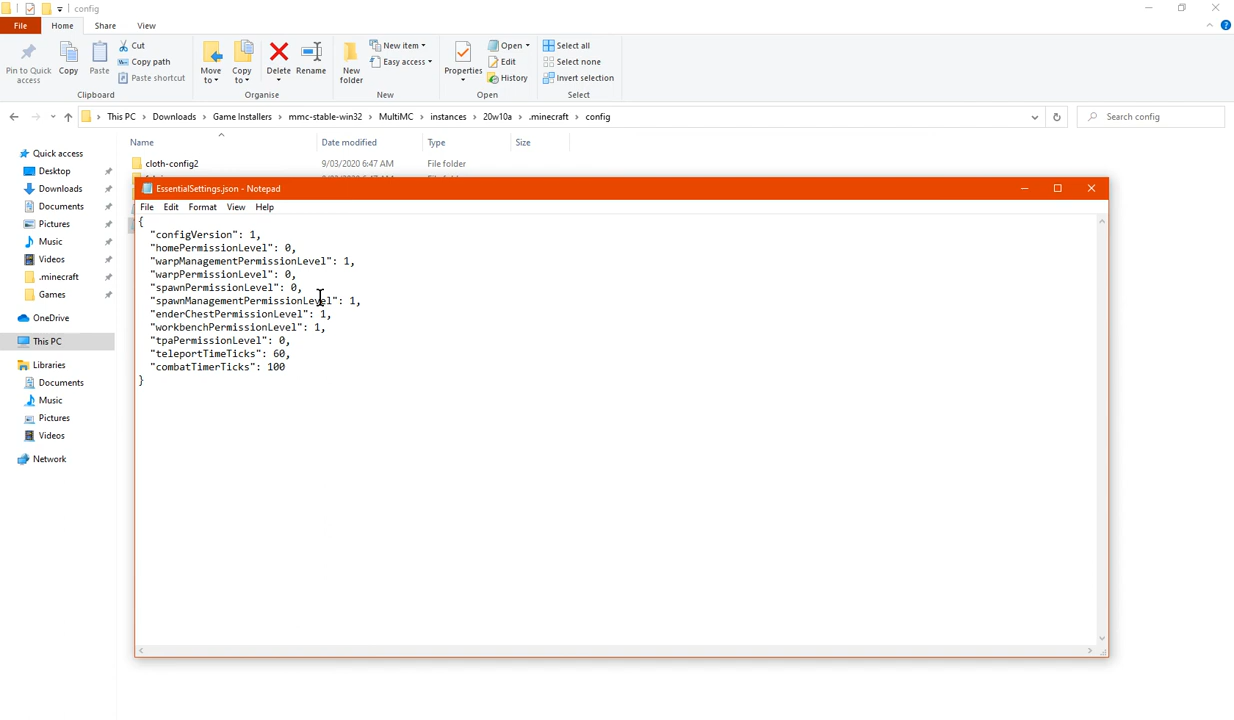 config
File Home Share View
Pin to Quick access
Copy
Paste
Cut
Copy path
Paste shortcut
Clipboard
Move to
Copy to
Delete
Rename
Organise
New folder
New item
Easy access
New
Properties
Open
Edit
History
Open
Select all
Select none
Invert selection
Select
This PC > Downloads > Game Installers > mmc-stable-win32 > MultiMC > instances > 20w10a > .minecraft > config
Search config
Name Date modified Type Size
cloth-config2 9/03/2020 6:47 AM File folder
Quick access
Desktop
Downloads
Documents
Pictures
Music
Videos
.minecraft
Games
OneDrive
This PC
Libraries
Documents
Music
Pictures
Videos
Network
EssentialSettings.json - Notepad
File Edit Format View Help
{
"configVersion": 1,
"homePermissionLevel": 0,
"warpManagementPermissionLevel": 1,
"warpPermissionLevel": 0,
"spawnPermissionLevel": 0,
"spawnManagementPermissionLevel": 1,
"enderChestPermissionLevel": 1,
"workbenchPermissionLevel": 1,
"tpaPermissionLevel": 0,
"teleportTimeTicks": 60,
"combatTimerTicks": 100
}